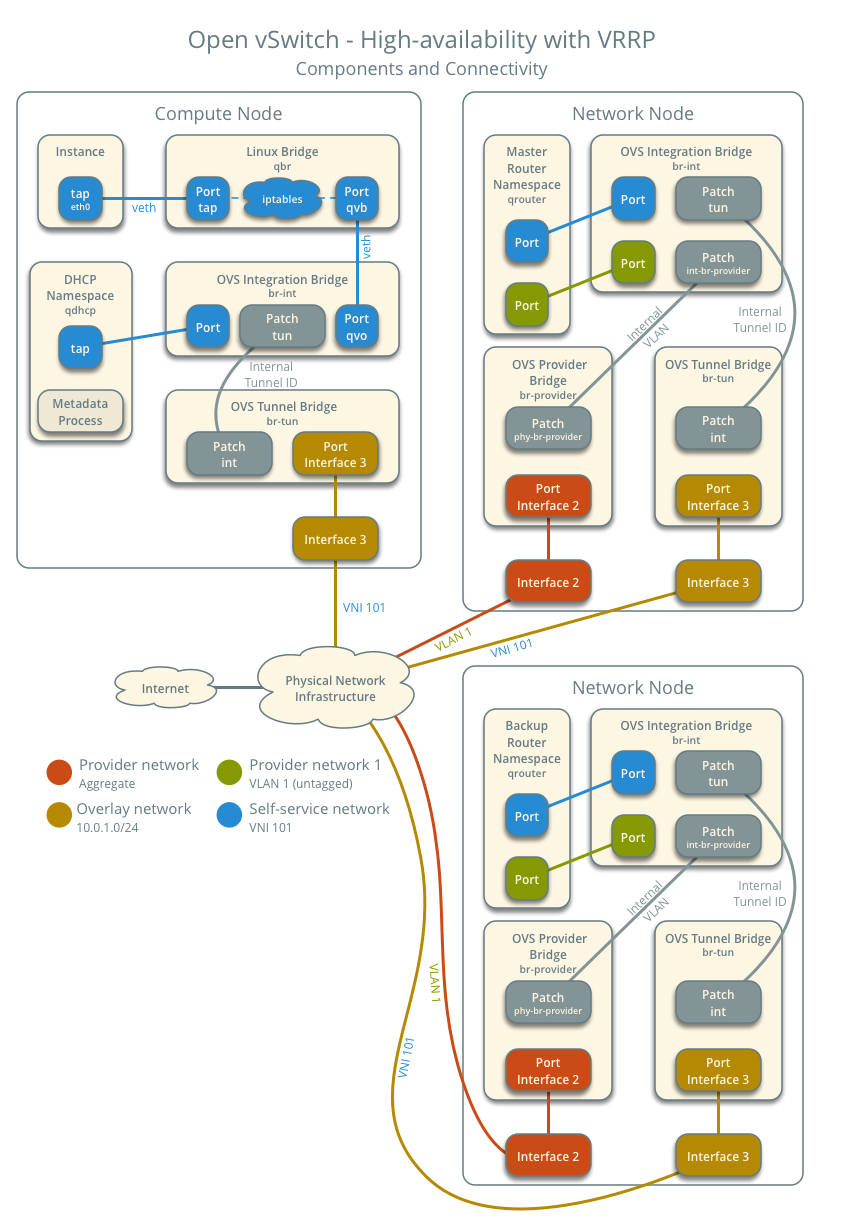 Open vSwitch - High-availability with VRRP
Components and Connectivity
Compute Node
Instance
tap
eth0
veth
Linux Bridge
qbr
Port
tap
iptables
Port
qvb
veth
DHCP
Namespace
qdhcp
tap
Metadata
Process
OVS Integration Bridge
br-int
Port
Patch
tun
Port
qvo
Internal
Tunnel ID
OVS Tunnel Bridge
br-tun
Patch
int
Port
Interface 3
Interface 3
VNI 101
Network Node
Master
Router
Namespace
qrouter
Port
Port
OVS Integration Bridge
br-int
Port
Patch
tun
Port
Patch
int-br-provider
Internal
VLAN
Internal
Tunnel ID
OVS Provider
Bridge
br-provider
Patch
phy-br-provider
Port
Interface 2
Interface 2
OVS Tunnel Bridge
br-tun
Patch
int
Port
Interface 3
Interface 3
VLAN 1
VNI 101
Internet
Physical Network
Infrastructure
Provider network
Aggregate
Provider network 1
VLAN 1 (untagged)
Overlay network
10.0.1.0/24
Self-service network
VNI 101
Network Node
Backup
Router
Namespace
qrouter
Port
Port
OVS Integration Bridge
br-int
Port
Patch
tun
Port
Patch
int-br-provider
Internal
VLAN
Internal
Tunnel ID
OVS Provider
Bridge
br-provider
Patch
phy-br-provider
Port
Interface 2
Interface 2
OVS Tunnel Bridge
br-tun
Patch
int
Port
Interface 3
Interface 3
VLAN 1
VNI 101